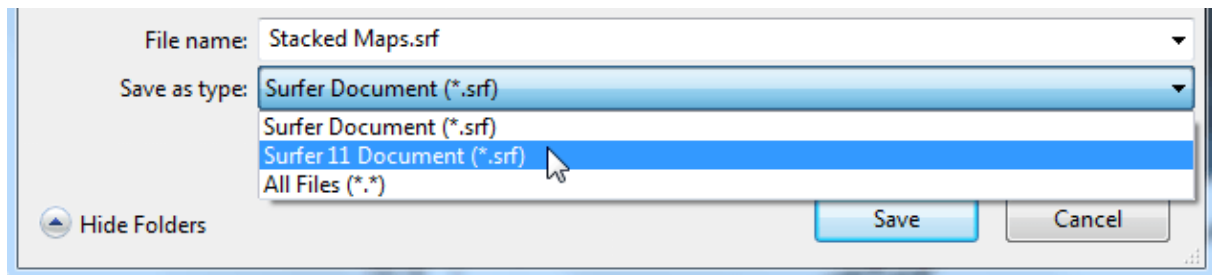 File name: Stacked Maps.srf
Save as type: Surfer Document (*.srf)
Surfer Document (*.srf)
Surfer 11 Document (*.srf)
All Files (*.*)
Hide Folders Save Cancel